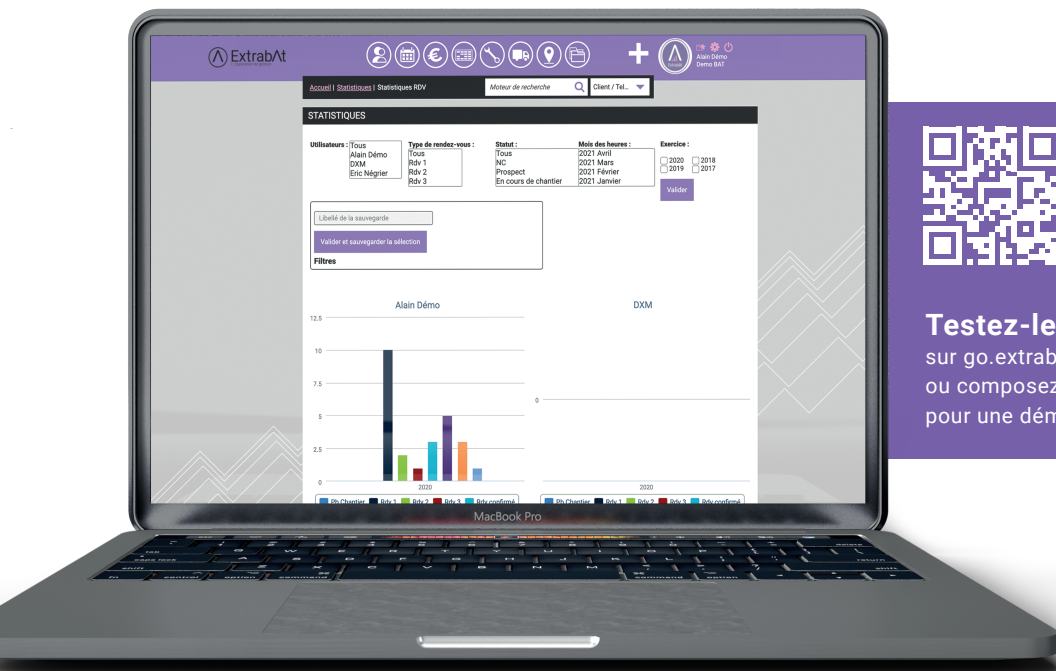 ExtrabAt
Alain Démo
Demo BAT
Accueil | Statistiques | Statistiques RDV
Moteur de recherche
Client / Tel...
STATISTIQUES
Utilisateurs :
Tous
Alain Démo
DXM
Eric Négrier
Type de rendez-vous :
Tous
Rdv 1
Rdv 2
Rdv 3
Statut :
Tous
NC
Prospect
En cours de chantier
Mois des heures :
2021 Avril
2021 Mars
2021 Février
2021 Janvier
Exercice :
2020 2018
2019 2017
Valider
Libellé de la sauvegarde
Valider et sauvegarder la sélection
Filtres
Alain Démo
12.5
10
7.5
5
2.5
0
2020
Ph Chantier Rdv 1 Rdv 2 Rdv 3 Rdv confirmé
DXM
0
2020
Ph Chantier Rdv 1 Rdv 2 Rdv 3 Rdv confirmé
MacBook Pro
Testez-le
sur go.extrab
ou composez
pour une dém